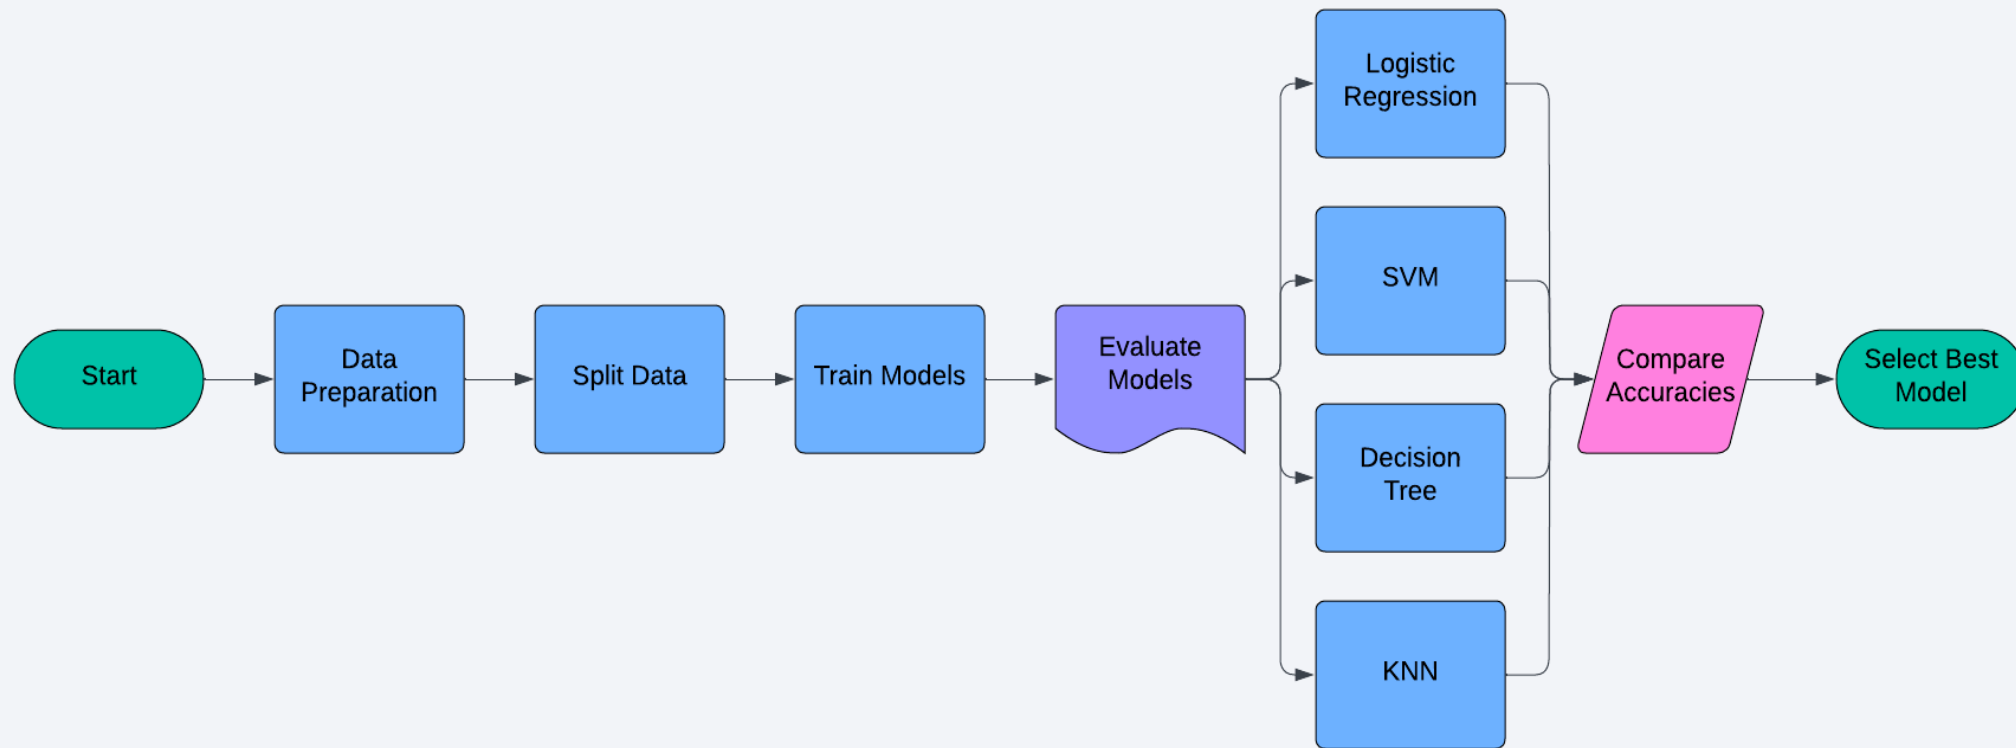 Start
Data
Preparation
Split Data
Train Models
Evaluate
Models
Logistic
Regression
SVM
Decision
Tree
KNN
Compare
Accuracies
Select Best
Model